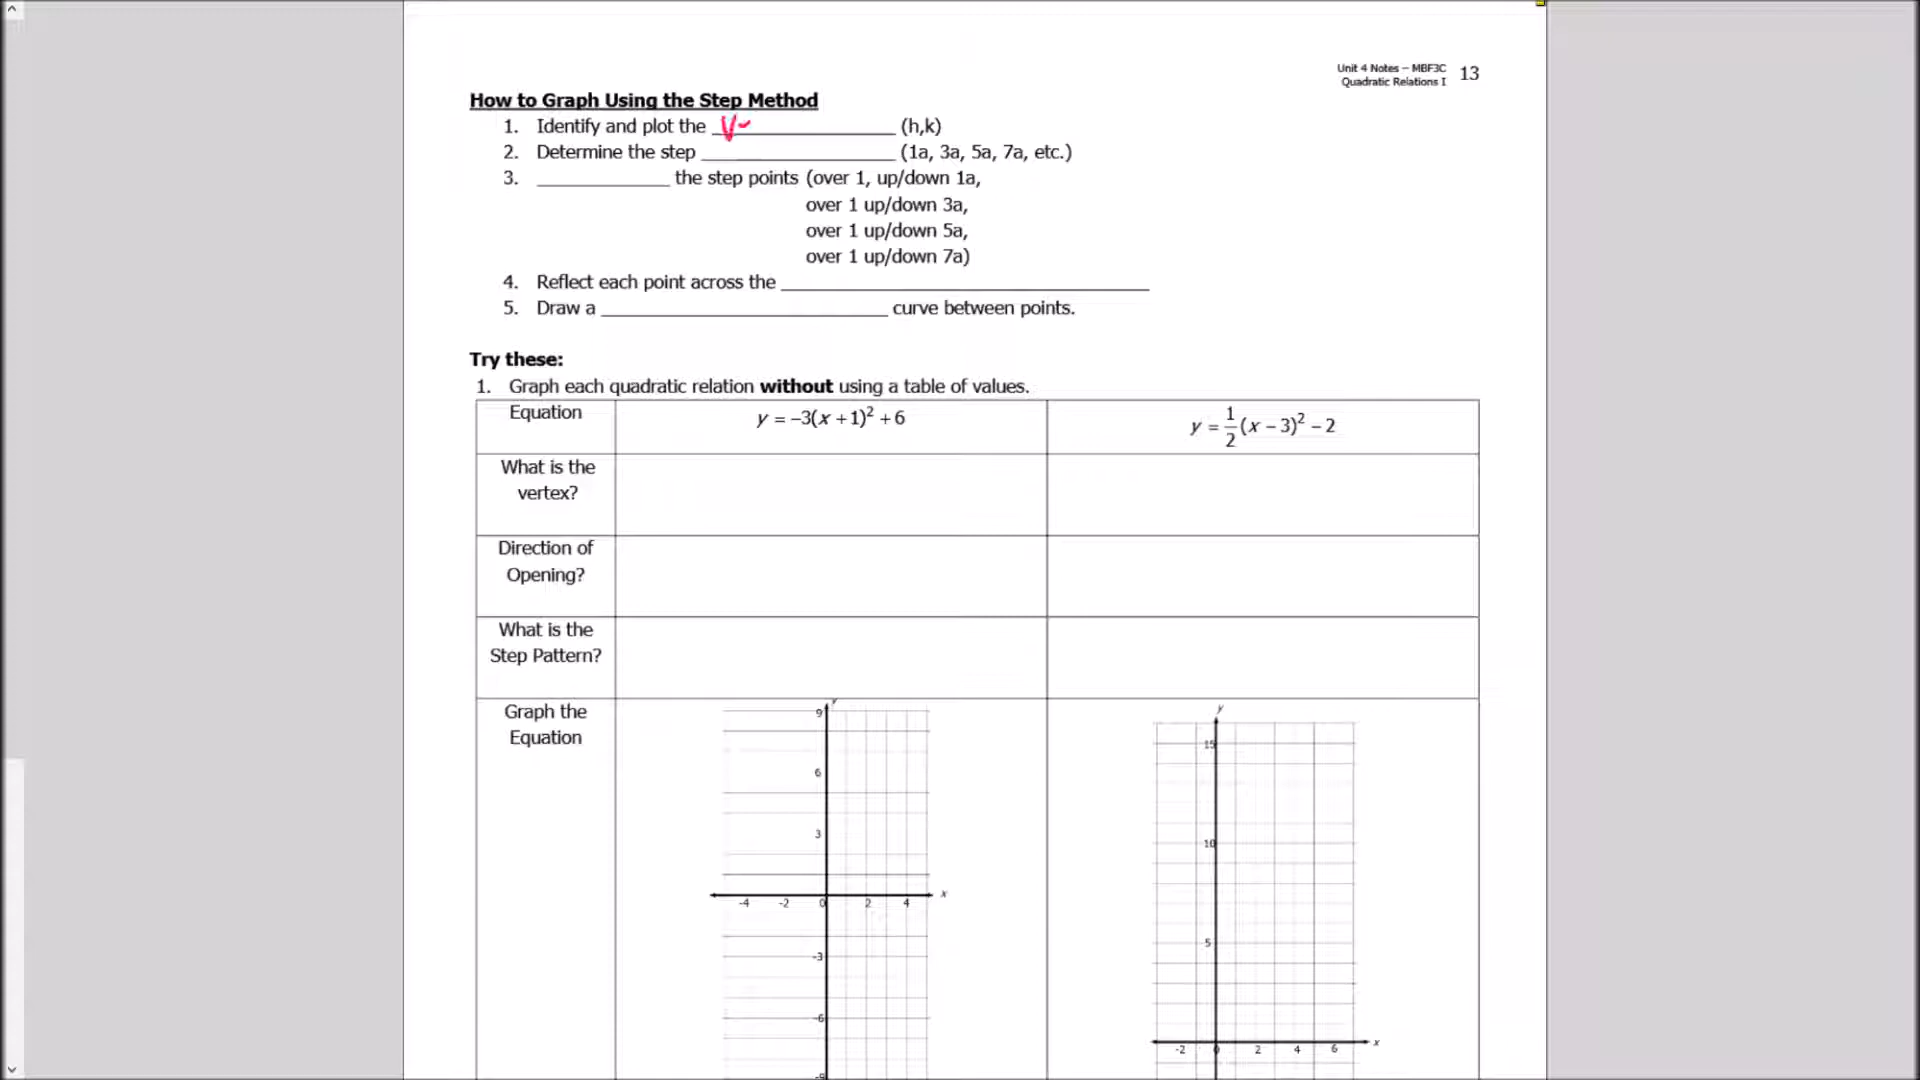 Unit 4 Notes – MBF3C 13
Quadratic Relations I
How to Graph Using the Step Method
1. Identify and plot the V____________ (h,k)
2. Determine the step ____________ (1a, 3a, 5a, 7a, etc.)
3. ____________ the step points (over 1, up/down 1a,
over 1 up/down 3a,
over 1 up/down 5a,
over 1 up/down 7a)
4. Reflect each point across the ____________
5. Draw a ____________ curve between points.
Try these:
1. Graph each quadratic relation without using a table of values.
Equation y = –3(x + 1)² + 6 y = 1/2(x – 3)² – 2
What is the
vertex?
Direction of
Opening?
What is the
Step Pattern?
Graph the
Equation
y
9
6
3
-4 -2 0 2 4 x
-3
-6
-9
y
15
10
5
-2 0 2 4 6 x